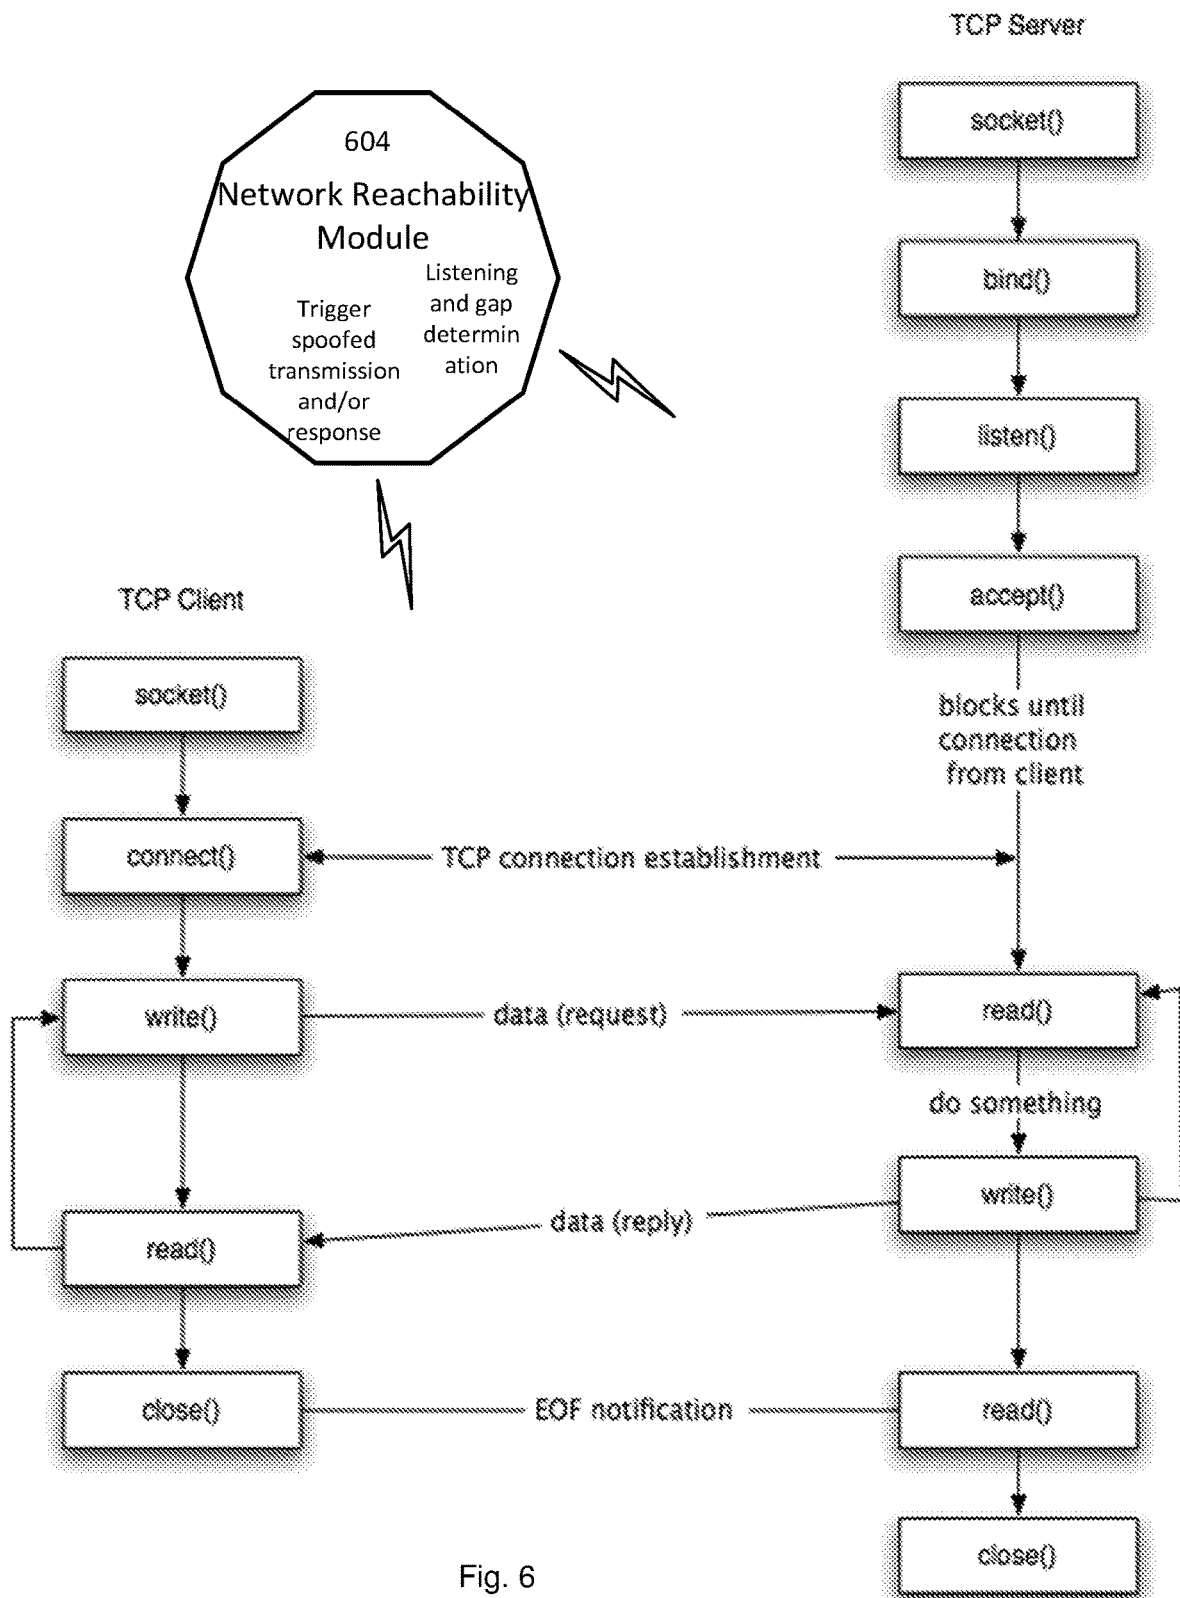 TCP Server
socket()
bind()
listen()
accept()
blocks until
connection
from client
604
Network Reachability
Module
Trigger
spoofed
transmission
and/or
response
Listening
and gap
determin
ation
TCP Client
socket()
connect()
TCP connection establishment
write()
data (request)
read()
do something
write()
data (reply)
read()
close()
EOF notification
read()
close()
Fig. 6